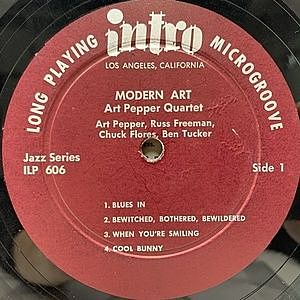 LONG PLAYING intro MICROGROOVE
LOS ANGELES, CALIFORNIA
MODERN ART
Art Pepper Quartet
Art Pepper, Russ Freeman,
Chuck Flores, Ben Tucker
Jazz Series
ILP 606
Side 1
1. BLUES IN
2. BEWITCHED, BOTHERED, BEWILDERED
3. WHEN YOU'RE SMILING
4. COOL BUNNY